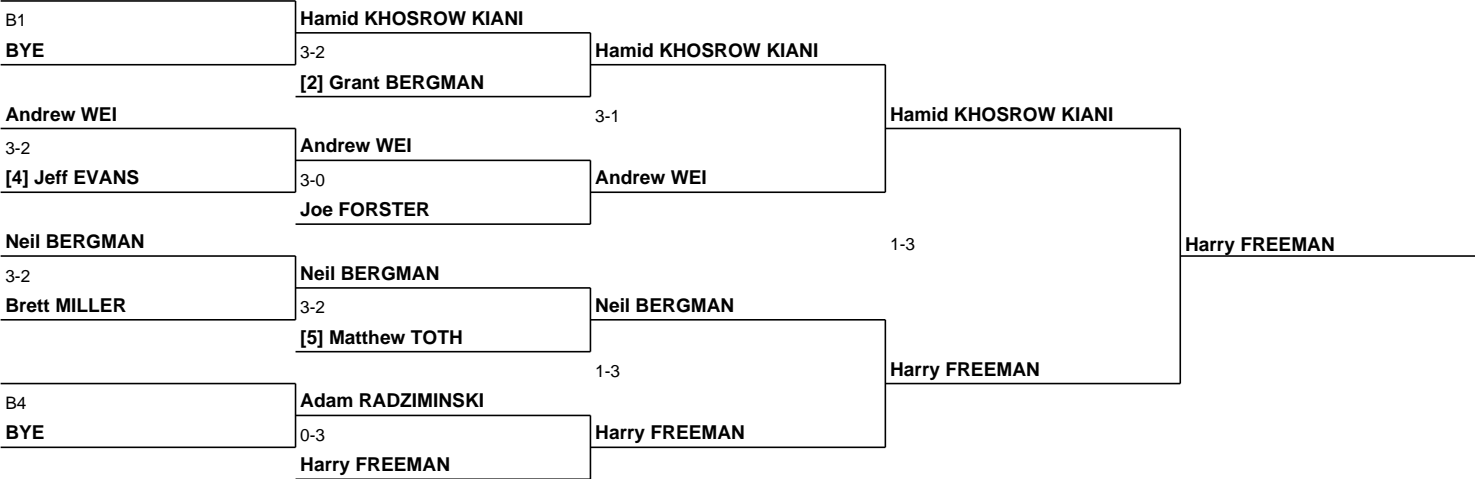 B1
Hamid KHOSROW KIANI
BYE
3-2
Hamid KHOSROW KIANI
[2] Grant BERGMAN
Andrew WEI
3-1
Hamid KHOSROW KIANI
3-2
Andrew WEI
[4] Jeff EVANS
3-0
Andrew WEI
Joe FORSTER
Neil BERGMAN
1-3
Harry FREEMAN
3-2
Neil BERGMAN
Brett MILLER
3-2
Neil BERGMAN
[5] Matthew TOTH
1-3
Harry FREEMAN
B4
Adam RADZIMINSKI
BYE
0-3
Harry FREEMAN
Harry FREEMAN